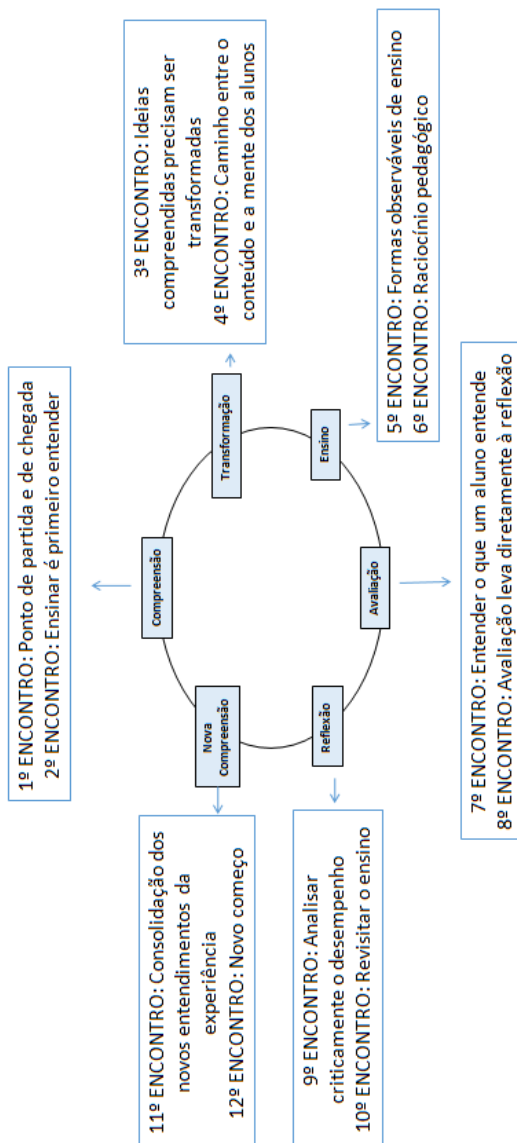 1º ENCONTRO: Ponto de partida e de chegada
2º ENCONTRO: Ensinar é primeiro entender
Compreensão
3º ENCONTRO: Ideias
compreendidas precisam ser
transformadas
4º ENCONTRO: Caminho entre o
conteúdo e a mente dos alunos
Transformação
5º ENCONTRO: Formas observáveis de ensino
6º ENCONTRO: Raciocínio pedagógico
Ensino
Avaliação
7º ENCONTRO: Entender o que um aluno entende
8º ENCONTRO: Avaliação leva diretamente à reflexão
Reflexão
9º ENCONTRO: Analisar
criticamente o desempenho
10º ENCONTRO: Revisitar o ensino
Nova
Compreensão
11º ENCONTRO: Consolidação dos
novos entendimentos da
experiência
12º ENCONTRO: Novo começo